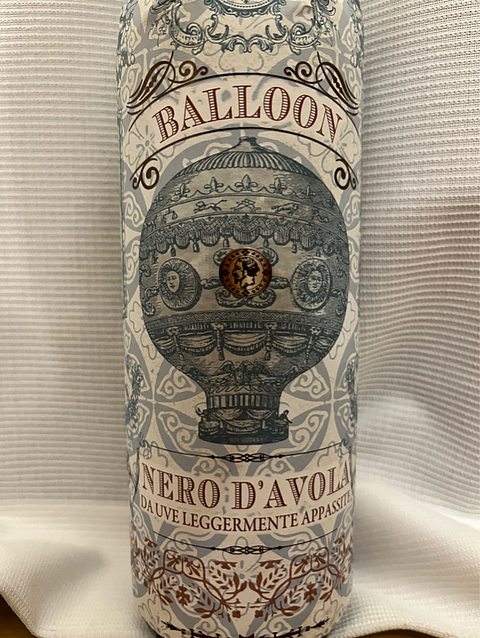 BALLOON
NERO D'AVOLA
DA UVE LEGGERMENTE APPASSITE